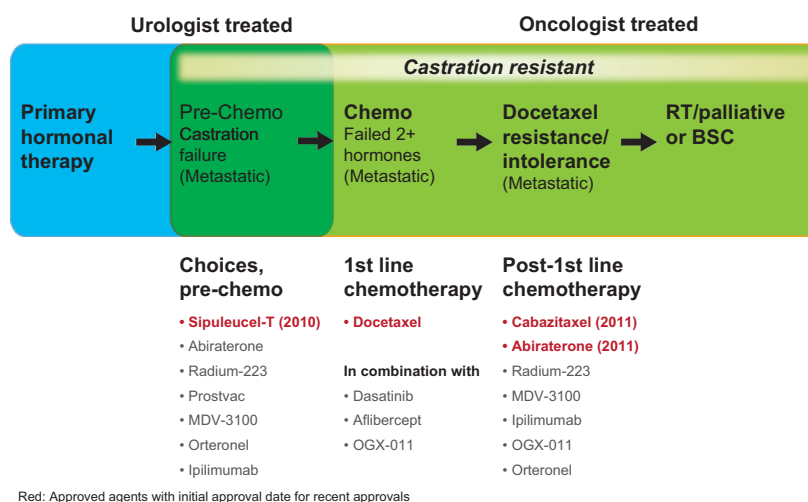 Urologist treated
Oncologist treated
Castration resistant
Primary
hormonal
therapy
Pre-Chemo
Castration
failure
(Metastatic)
Chemo
Failed 2+
hormones
(Metastatic)
Docetaxel
resistance/
intolerance
(Metastatic)
RT/palliative
or BSC
Choices,
pre-chemo
• Sipuleucel-T (2010)
• Abiraterone
• Radium-223
• Prostvac
• MDV-3100
• Orteronel
• Ipilimumab
1st line
chemotherapy
• Docetaxel
In combination with
• Dasatinib
• Aflibercept
• OGX-011
Post-1st line
chemotherapy
• Cabazitaxel (2011)
• Abiraterone (2011)
• Radium-223
• MDV-3100
• Ipilimumab
• OGX-011
• Orteronel
Red: Approved agents with initial approval date for recent approvals